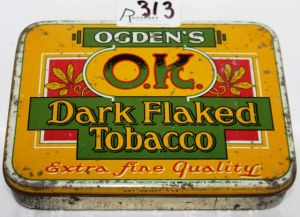 313
OGDEN'S
O.K.
Dark Flaked
Tobacco
Extra fine Quality